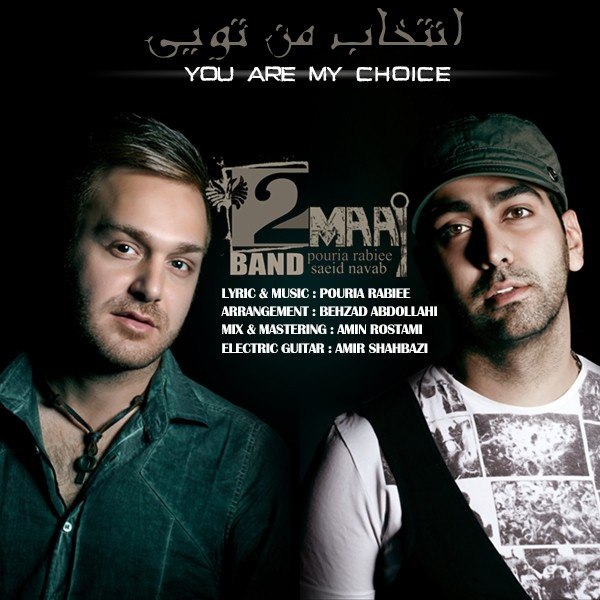 انتخاب من تویی
YOU ARE MY CHOICE
2
MAAJ
BAND
pouria rabiee
saeid navab
LYRIC & MUSIC : POURIA RABIEE
ARRANGEMENT : BEHZAD ABDOLLAHI
MIX & MASTERING : AMIN ROSTAMI
ELECTRIC GUITAR : AMIR SHAHBAZI